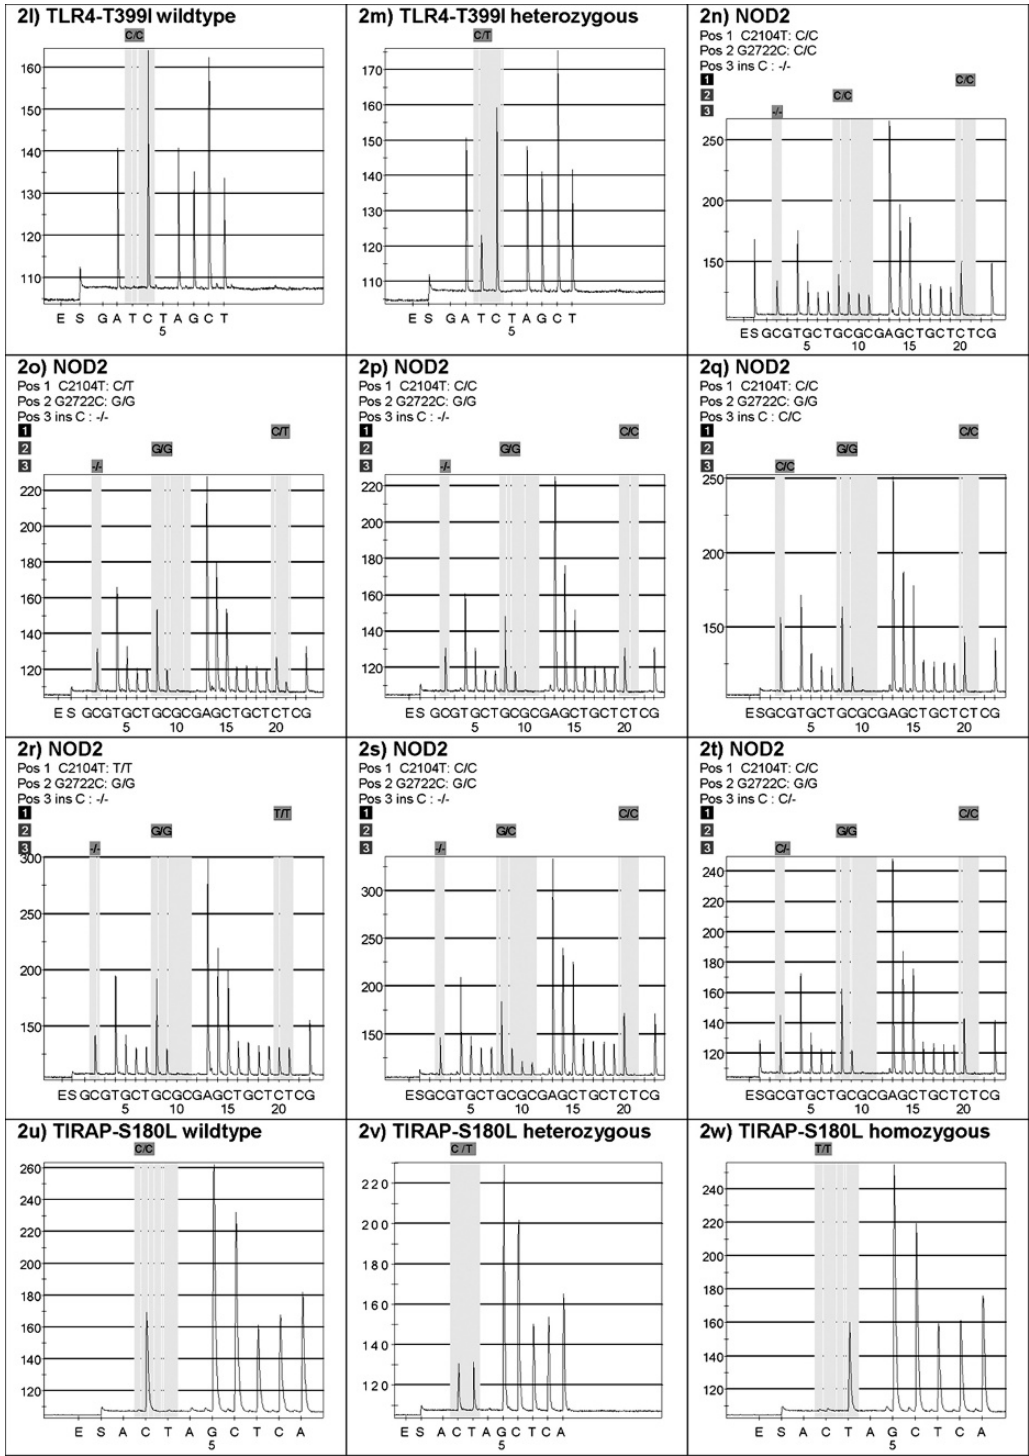 2l) TLR4-T399I wildtype
C/C
160
150
140
130
120
110
E S G A T C T A G C T
5
2m) TLR4-T399I heterozygous
C/T
170
160
150
140
130
120
110
E S G A T C T A G C T
5
2n) NOD2
Pos 1 C2104T: C/C
Pos 2 G2722C: C/C
Pos 3 ins C : -/-
1 C/C
2 C/C
3 -/-
250
200
150
ESGCGTGCTGCGCGAGCTGCTCTCG
5 10 15 20
2o) NOD2
Pos 1 C2104T: C/T
Pos 2 G2722C: G/G
Pos 3 ins C : -/-
1 C/T
2 G/G
3 -/-
220
200
180
160
140
120
ESGCGTGCTGCGCGAGCTGCTCTCG
5 10 15 20
2p) NOD2
Pos 1 C2104T: C/C
Pos 2 G2722C: G/G
Pos 3 ins C : -/-
1 C/C
2 G/G
3 -/-
220
200
180
160
140
120
ESGCGTGCTGCGCGAGCTGCTCTCG
5 10 15 20
2q) NOD2
Pos 1 C2104T: C/C
Pos 2 G2722C: G/G
Pos 3 ins C : C/C
1 C/C
2 G/G
3 C/C
250
200
150
ESGCGTGCTGCGCGAGCTGCTCTCG
5 10 15 20
2r) NOD2
Pos 1 C2104T: T/T
Pos 2 G2722C: G/G
Pos 3 ins C : -/-
1 T/T
2 G/G
3 -/-
300
250
200
150
ESGCGTGCTGCGCGAGCTGCTCTCG
5 10 15 20
2s) NOD2
Pos 1 C2104T: C/C
Pos 2 G2722C: G/C
Pos 3 ins C : -/-
1 C/C
2 G/C
3 -/-
300
250
200
150
ESGCGTGCTGCGCGAGCTGCTCTCG
5 10 15 20
2t) NOD2
Pos 1 C2104T: C/C
Pos 2 G2722C: G/G
Pos 3 ins C : C/-
1 C/C
2 G/G
3 C/-
240
220
200
180
160
140
120
ESGCGTGCTGCGCGAGCTGCTCTCG
5 10 15 20
2u) TIRAP-S180L wildtype
C/C
260
240
220
200
180
160
140
120
E S A C T A G C T C A
5
2v) TIRAP-S180L heterozygous
C/T
220
200
180
160
140
120
E S A C T A G C T C A
5
2w) TIRAP-S180L homozygous
T/T
240
220
200
180
160
140
120
E S A C T A G C T C A
5